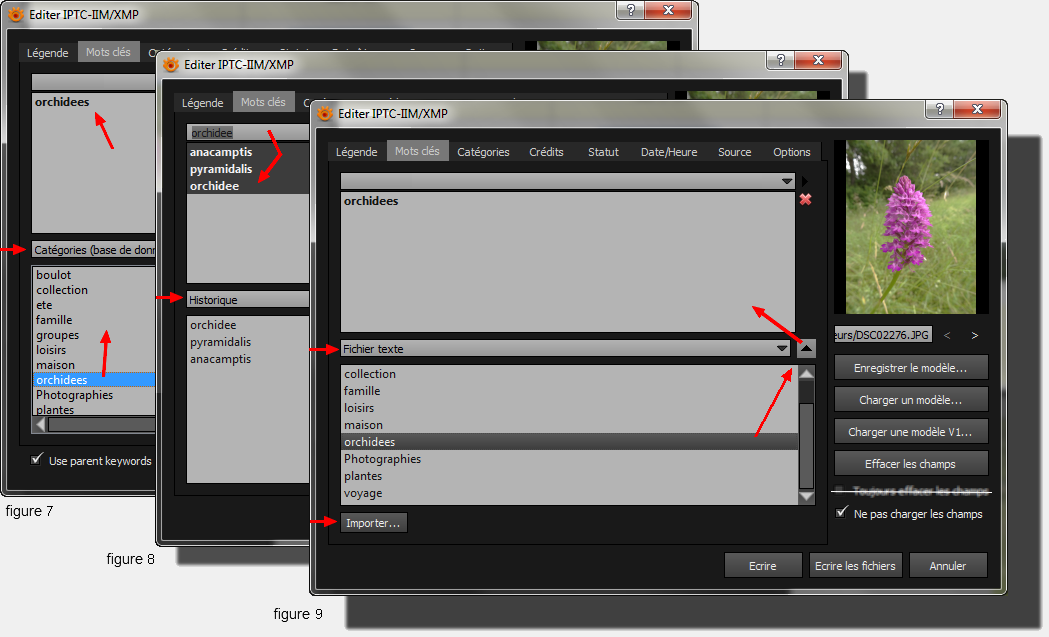 Editer IPTC-IIM/XMP
Légende
Mots clés
orchidees
Catégories (base de donn
boulot
collection
ete
famille
groupes
loisirs
maison
orchidees
Photographies
plantes
Use parent keywords
figure 7
Editer IPTC-IIM/XMP
Légende
Mots clés
orchidee
anacamptis
pyramidalis
orchidee
Historique
orchidee
pyramidalis
anacamptis
figure 8
Editer IPTC-IIM/XMP
Légende Mots clés Catégories Crédits Statut Date/Heure Source Options
orchidees
Fichier texte
collection
famille
loisirs
maison
orchidees
Photographies
plantes
voyage
Importer...
eurs/DSC02276.JPG < >
Enregistrer le modèle...
Charger un modèle...
Charger une modèle V1...
Effacer les champs
Toujours effacer les champs
Ne pas charger les champs
Ecrire Ecrire les fichiers Annuler
figure 9